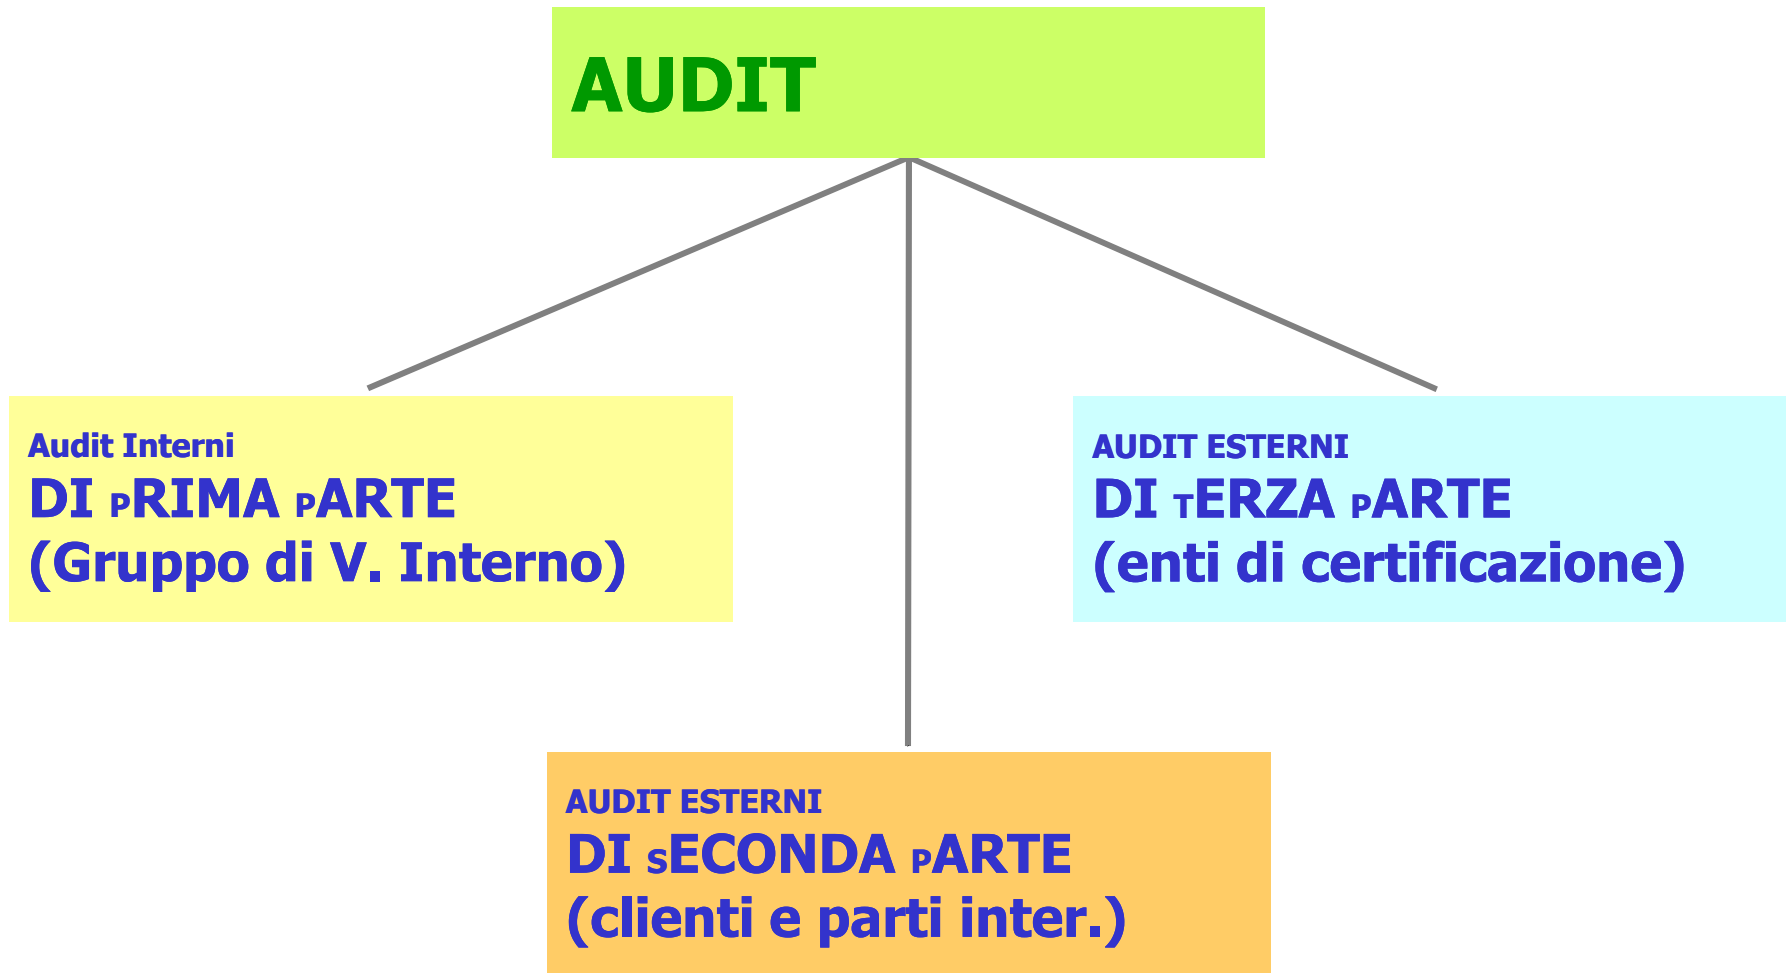 AUDIT
Audit Interni
DI pRIMA pARTE
(Gruppo di V. Interno)
AUDIT ESTERNI
DI tERZA pARTE
(enti di certificazione)
AUDIT ESTERNI
DI sECONDA pARTE
(clienti e parti inter.)